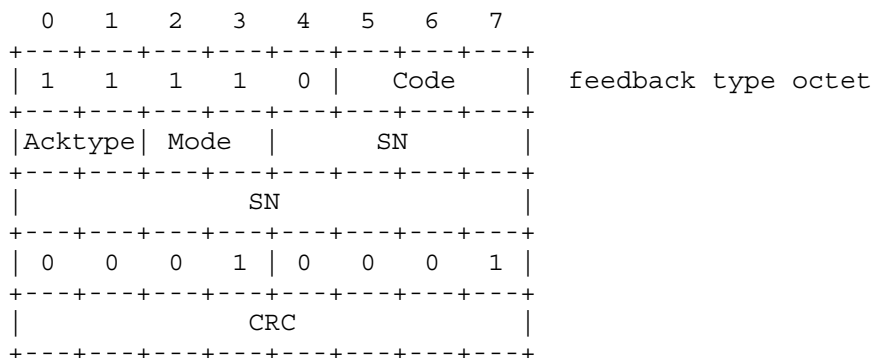 0   1   2   3   4   5   6   7
+---+---+---+---+---+---+---+---+
| 1   1   1   1   0 |   Code    |  feedback type octet
+---+---+---+---+---+---+---+---+
|Acktype| Mode  |      SN       |
+---+---+---+---+---+---+---+---+
|              SN               |
+---+---+---+---+---+---+---+---+
| 0   0   0   1 | 0   0   0   1 |
+---+---+---+---+---+---+---+---+
|              CRC              |
+---+---+---+---+---+---+---+---+